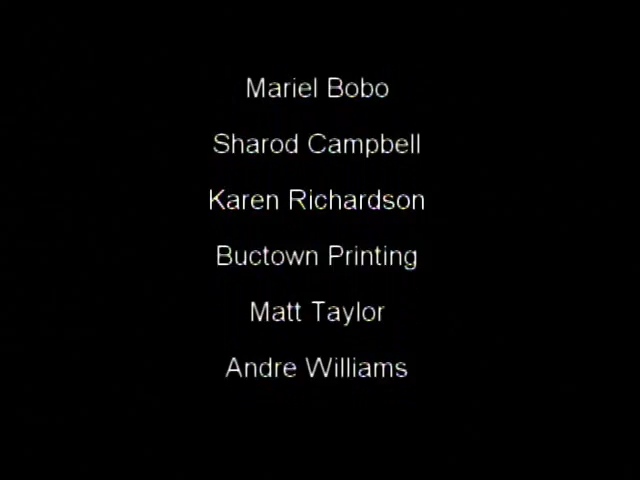 Mariel Bobo
Sharod Campbell
Karen Richardson
Buctown Printing
Matt Taylor
Andre Williams